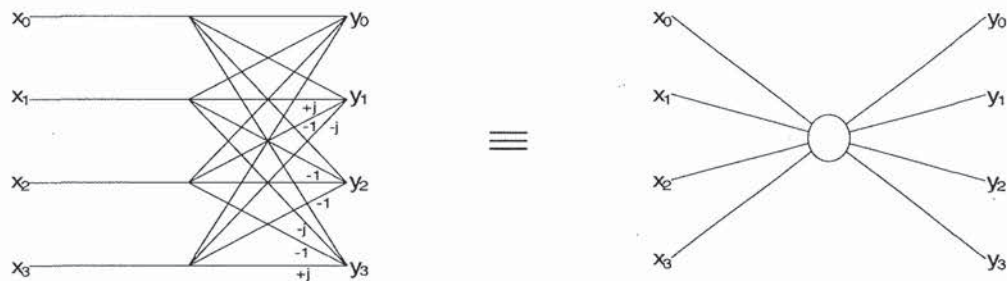 x₀ y₀ x₀ y₀
x₁ y₁ x₁ y₁
+j
-1 -j
≡
x₂ -1 y₂ x₂ y₂
-1
-j
-1
x₃ +j y₃ x₃ y₃